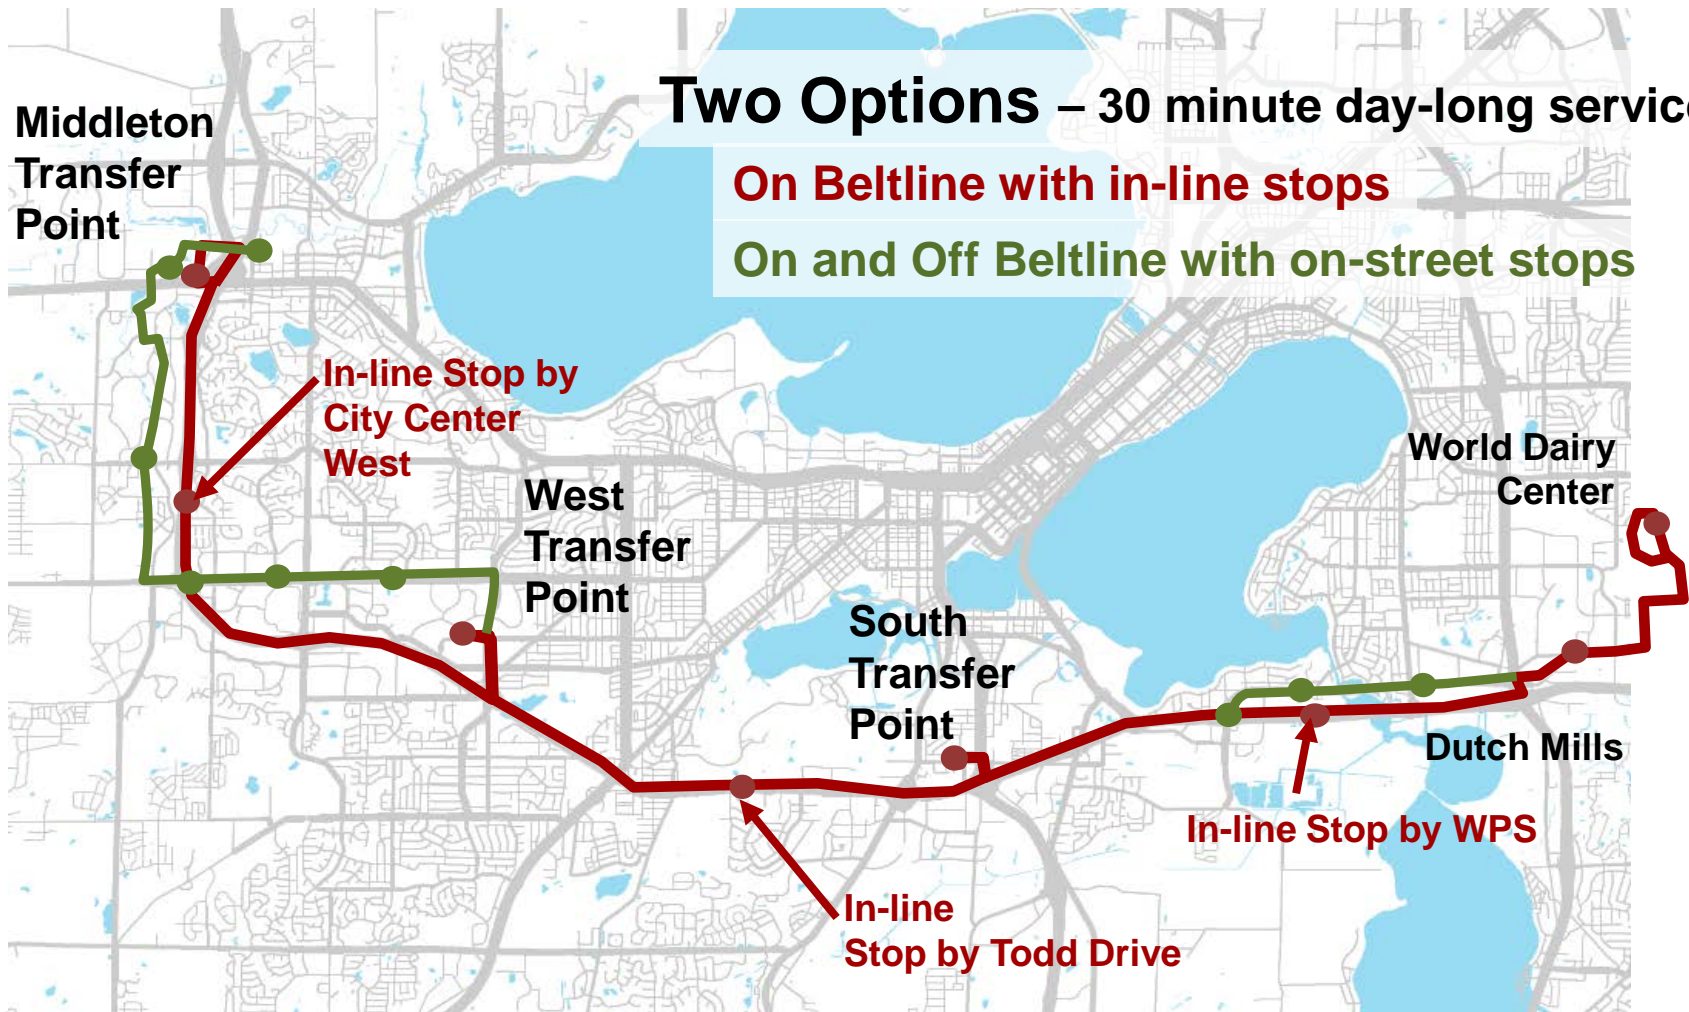 Two Options – 30 minute day-long service
On Beltline with in-line stops
On and Off Beltline with on-street stops
Middleton
Transfer
Point
In-line Stop by
City Center
West
West
Transfer
Point
South
Transfer
Point
World Dairy
Center
Dutch Mills
In-line Stop by WPS
In-line
Stop by Todd Drive